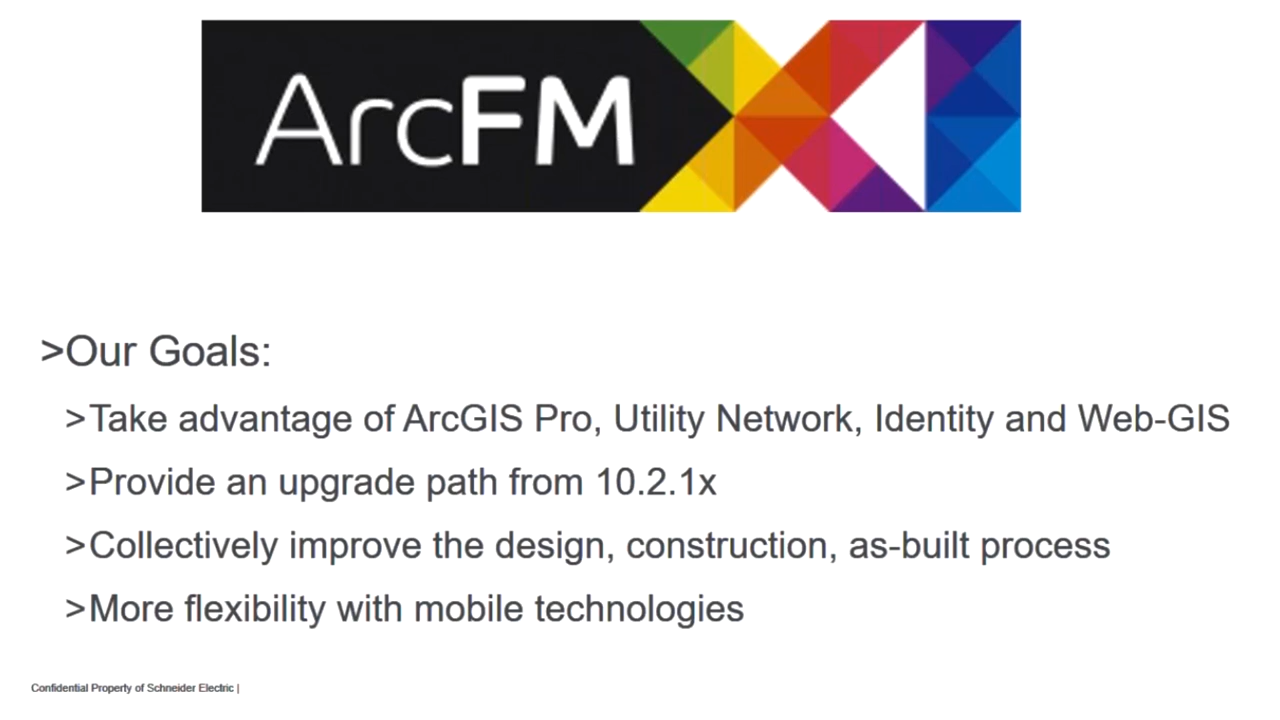 ArcFM XI
>Our Goals:
>Take advantage of ArcGIS Pro, Utility Network, Identity and Web-GIS
>Provide an upgrade path from 10.2.1x
>Collectively improve the design, construction, as-built process
>More flexibility with mobile technologies
Confidential Property of Schneider Electric |